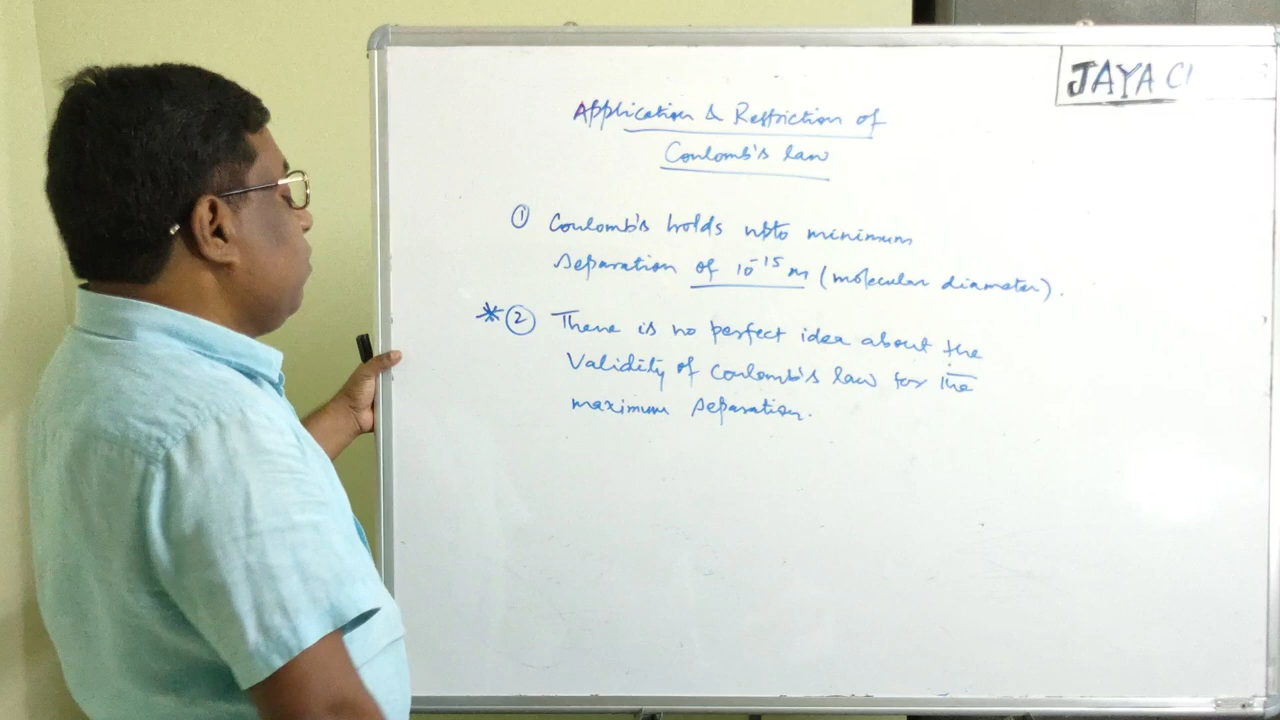 JAYA C
Application & Restriction of
Coulomb's law
① Coulomb's holds upto minimum
separation of 10⁻¹⁵ m (molecular diameter).
* ② There is no perfect idea about the
Validity of Coulomb's law for the
maximum separation.